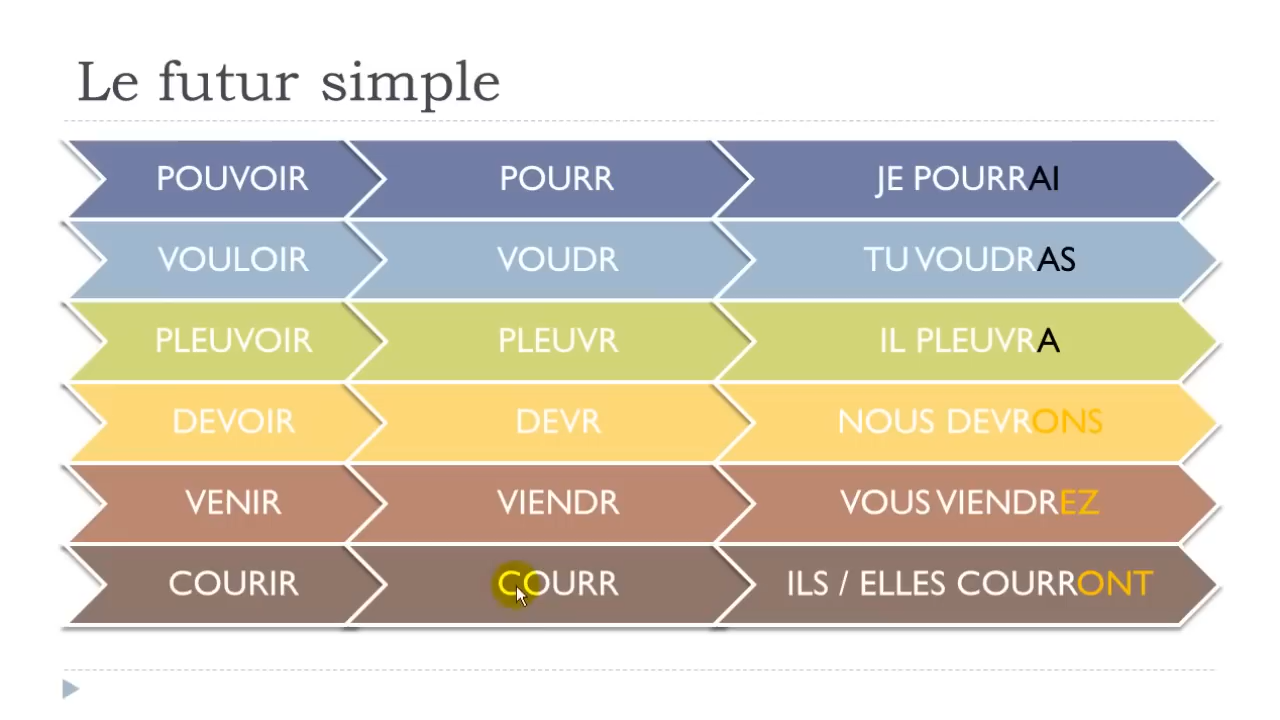 Le futur simple
POUVOIR POURR JE POURRAI
VOULOIR VOUDR TU VOUDRAS
PLEUVOIR PLEUVR IL PLEUVRA
DEVOIR DEVR NOUS DEVRONS
VENIR VIENDR VOUS VIENDREZ
COURIR COURR ILS / ELLES COURRONT